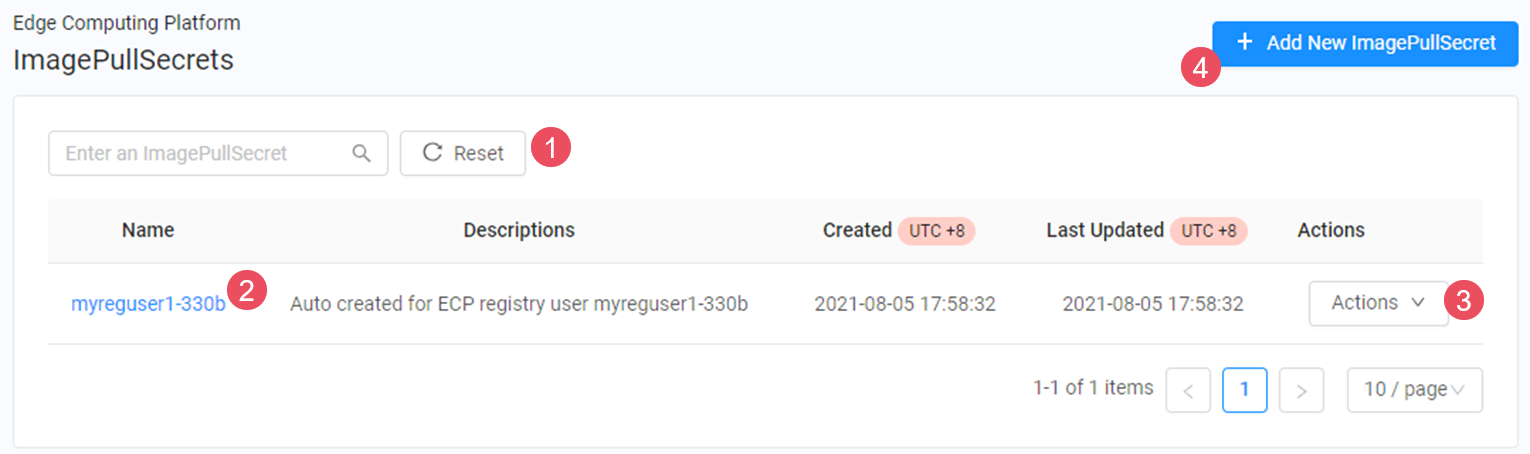 Edge Computing Platform
ImagePullSecrets
+ Add New ImagePullSecret
4
Enter an ImagePullSecret
Reset
1
Name Descriptions Created UTC +8 Last Updated UTC +8 Actions
myreguser1-330b 2 Auto created for ECP registry user myreguser1-330b 2021-08-05 17:58:32 2021-08-05 17:58:32 Actions 3
1-1 of 1 items < 1 > 10 / page